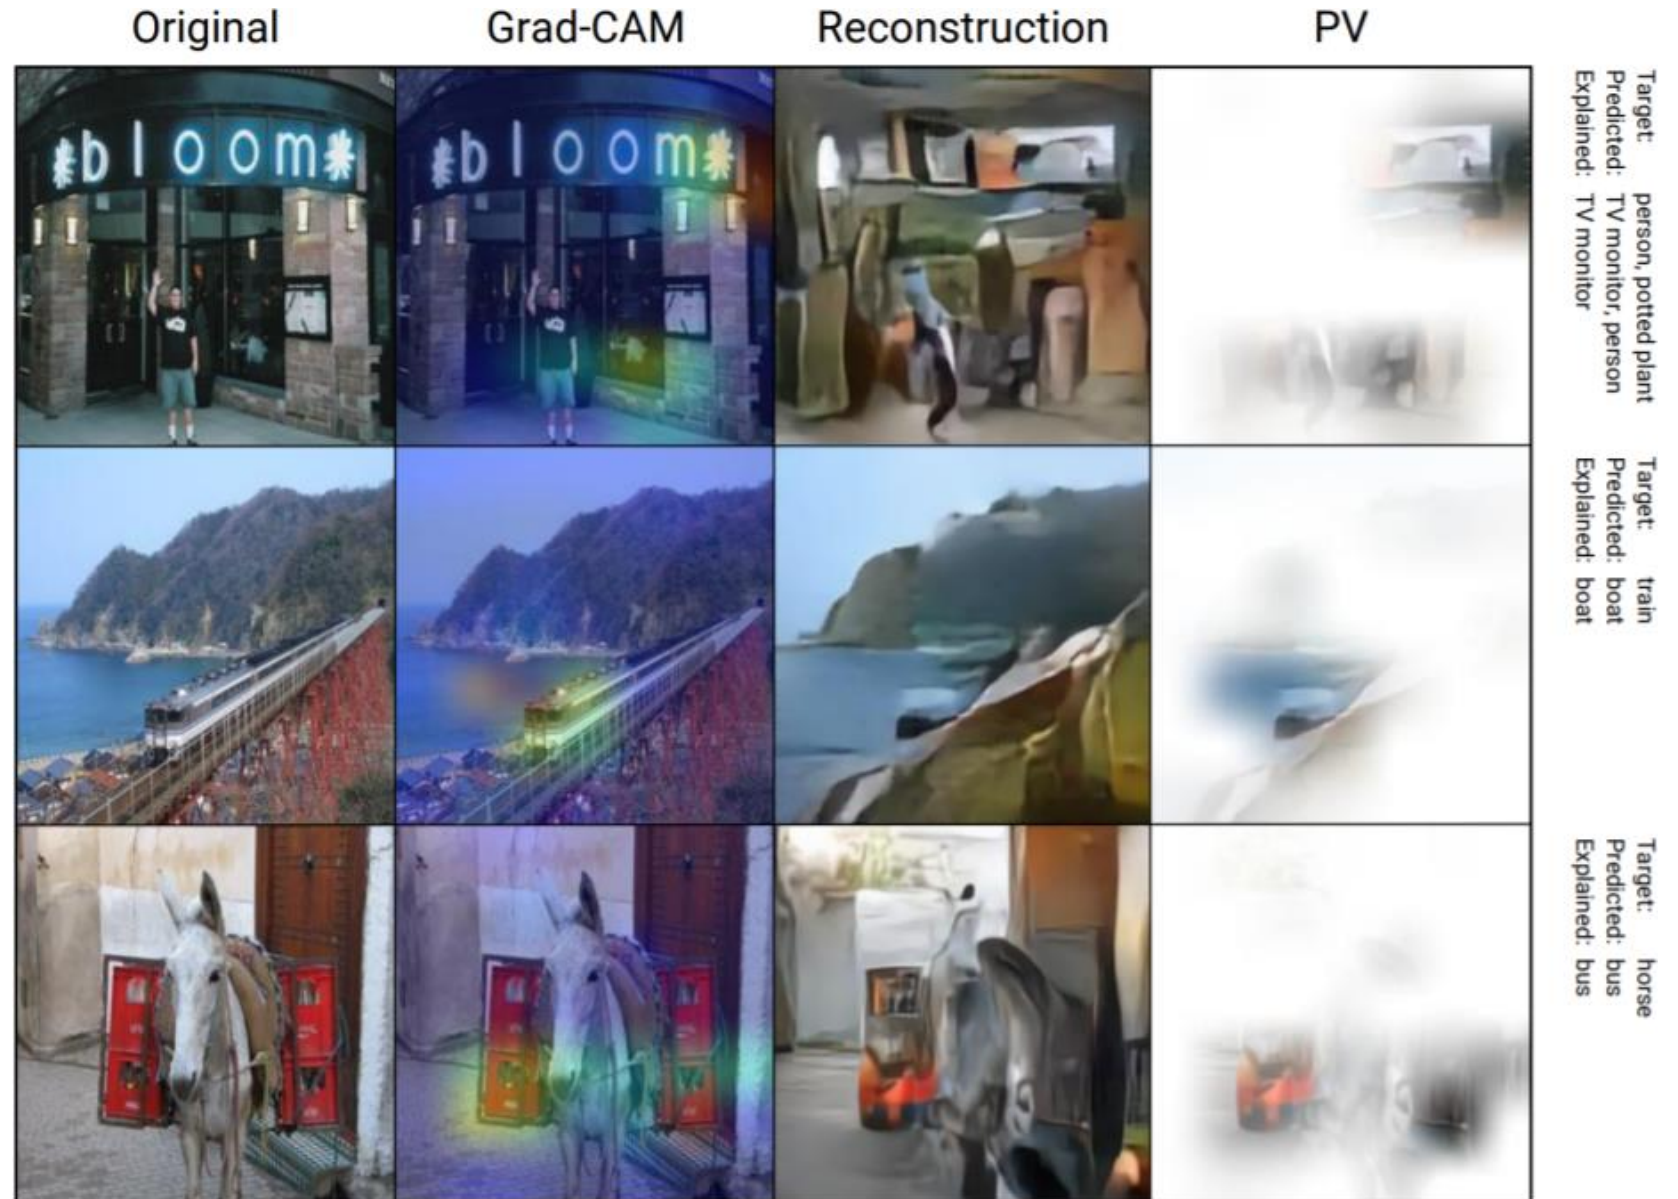 Original Grad-CAM Reconstruction PV
*bloom*
*bloom*
Target: person, potted plant
Predicted: TV monitor, person
Explained: TV monitor
Target: train
Predicted: boat
Explained: boat
Target: horse
Predicted: bus
Explained: bus